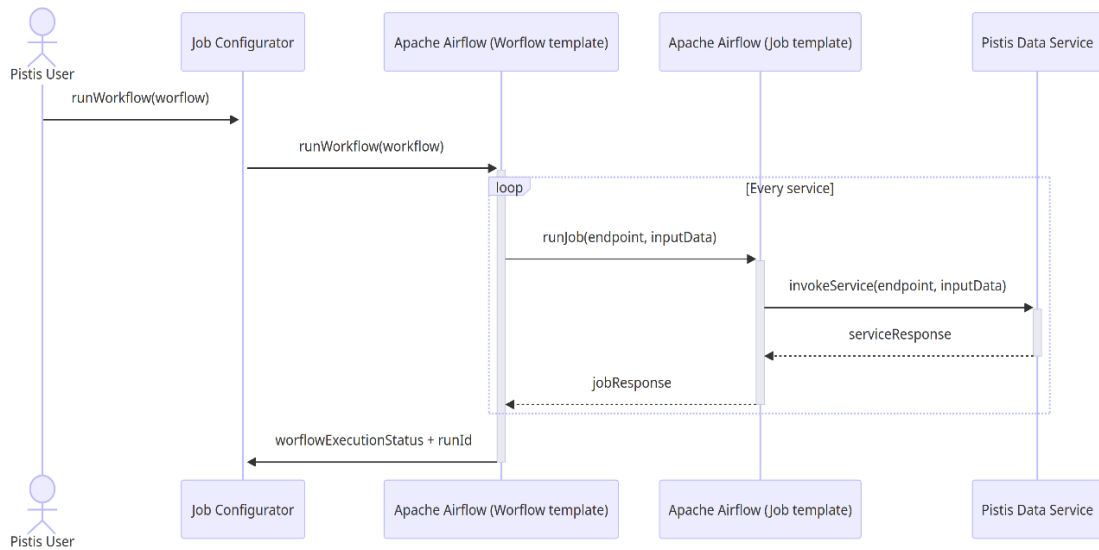 Pistis User
Job Configurator
Apache Airflow (Worflow template)
Apache Airflow (Job template)
Pistis Data Service
runWorkflow(worflow)
runWorkflow(workflow)
loop
[Every service]
runJob(endpoint, inputData)
invokeService(endpoint, inputData)
serviceResponse
jobResponse
worflowExecutionStatus + runId
Pistis User
Job Configurator
Apache Airflow (Worflow template)
Apache Airflow (Job template)
Pistis Data Service